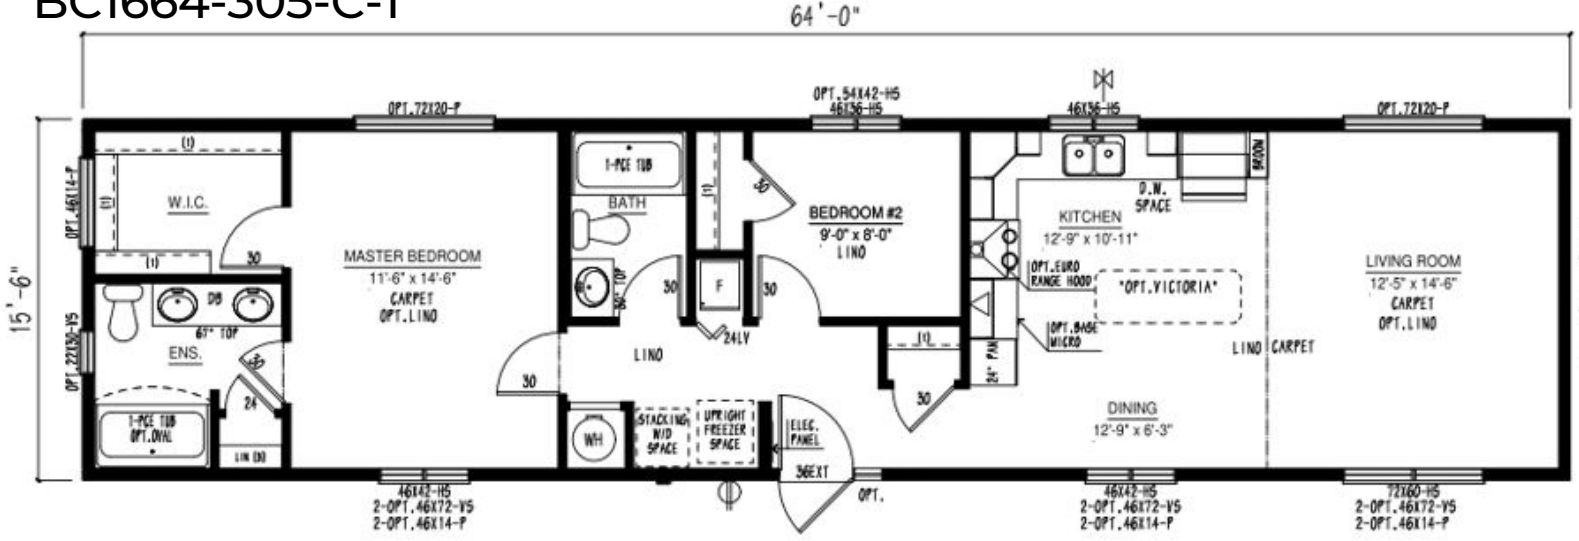 BC1664-305-C-1
64'-0"
OPT.72X20-P
OPT.54X42-HS
46X36-HS
46X36-HS
OPT.72X20-P
15'-6"
OPT.46X14-P
OPT.22X30-VS
(1)
(1)
W.I.C.
(1)
30
MASTER BEDROOM
11'-6" x 14'-6"
CARPET
OPT.LINO
DB
67" TOP
ENS.
30
24
1-PCE TUB
OPT.OVAL
LIN (3)
30
1-PCE TUB
BATH
30" TOP
30
(1)
30
F
24LV
30
BEDROOM #2
9'-0" x 8'-0"
LINO
LINO
WH
STACKING
W/D
SPACE
UPRIGHT
FREEZER
SPACE
ELEC.
PANEL
36EXT
OPT.
(1)
30
D.W.
SPACE
BROOM
KITCHEN
12'-9" x 10'-11"
OPT.EURO
RANGE HOOD
"OPT.VICTORIA"
OPT.BASE
MICRO
24" PAN
LINO
CARPET
DINING
12'-9" x 6'-3"
LIVING ROOM
12'-5" x 14'-6"
CARPET
OPT.LINO
46X42-HS
2-OPT.46X72-VS
2-OPT.46X14-P
46X42-HS
2-OPT.46X72-VS
2-OPT.46X14-P
72X60-HS
2-OPT.46X72-VS
2-OPT.46X14-P